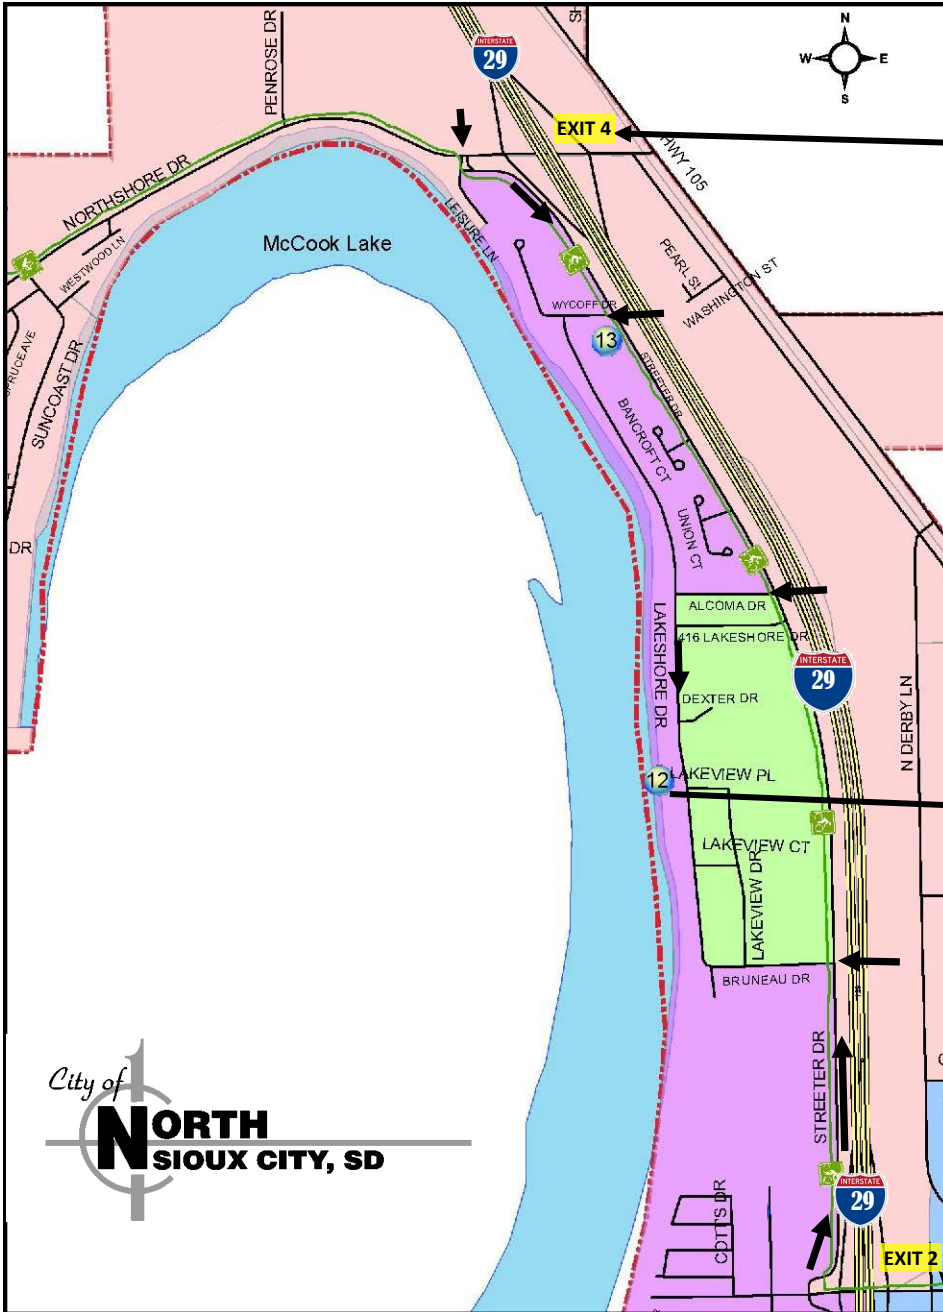 PENROSE DR
SH
INTERSTATE
29
N
W
E
S
EXIT 4
HWY 105
NORTHSHORE DR
WESTWOOD LN
LEISURE LN
McCook Lake
PEARL St
WASHINGTON ST
WYCOFF DR
13
SPRUCE AVE
SUNCOAST DR
STREETER DR
BANCROFT CT
UNION CT
DR
ALCOMA DR
416 LAKESHORE DR
LAKESHORE DR
INTERSTATE
29
DEXTER DR
N DERBY LN
12
LAKEVIEW PL
LAKEVIEW CT
LAKEVIEW DR
BRUNEAU DR
STREETER DR
City of
NORTH
SIOUX CITY, SD
COTTS DR
INTERSTATE
29
EXIT 2